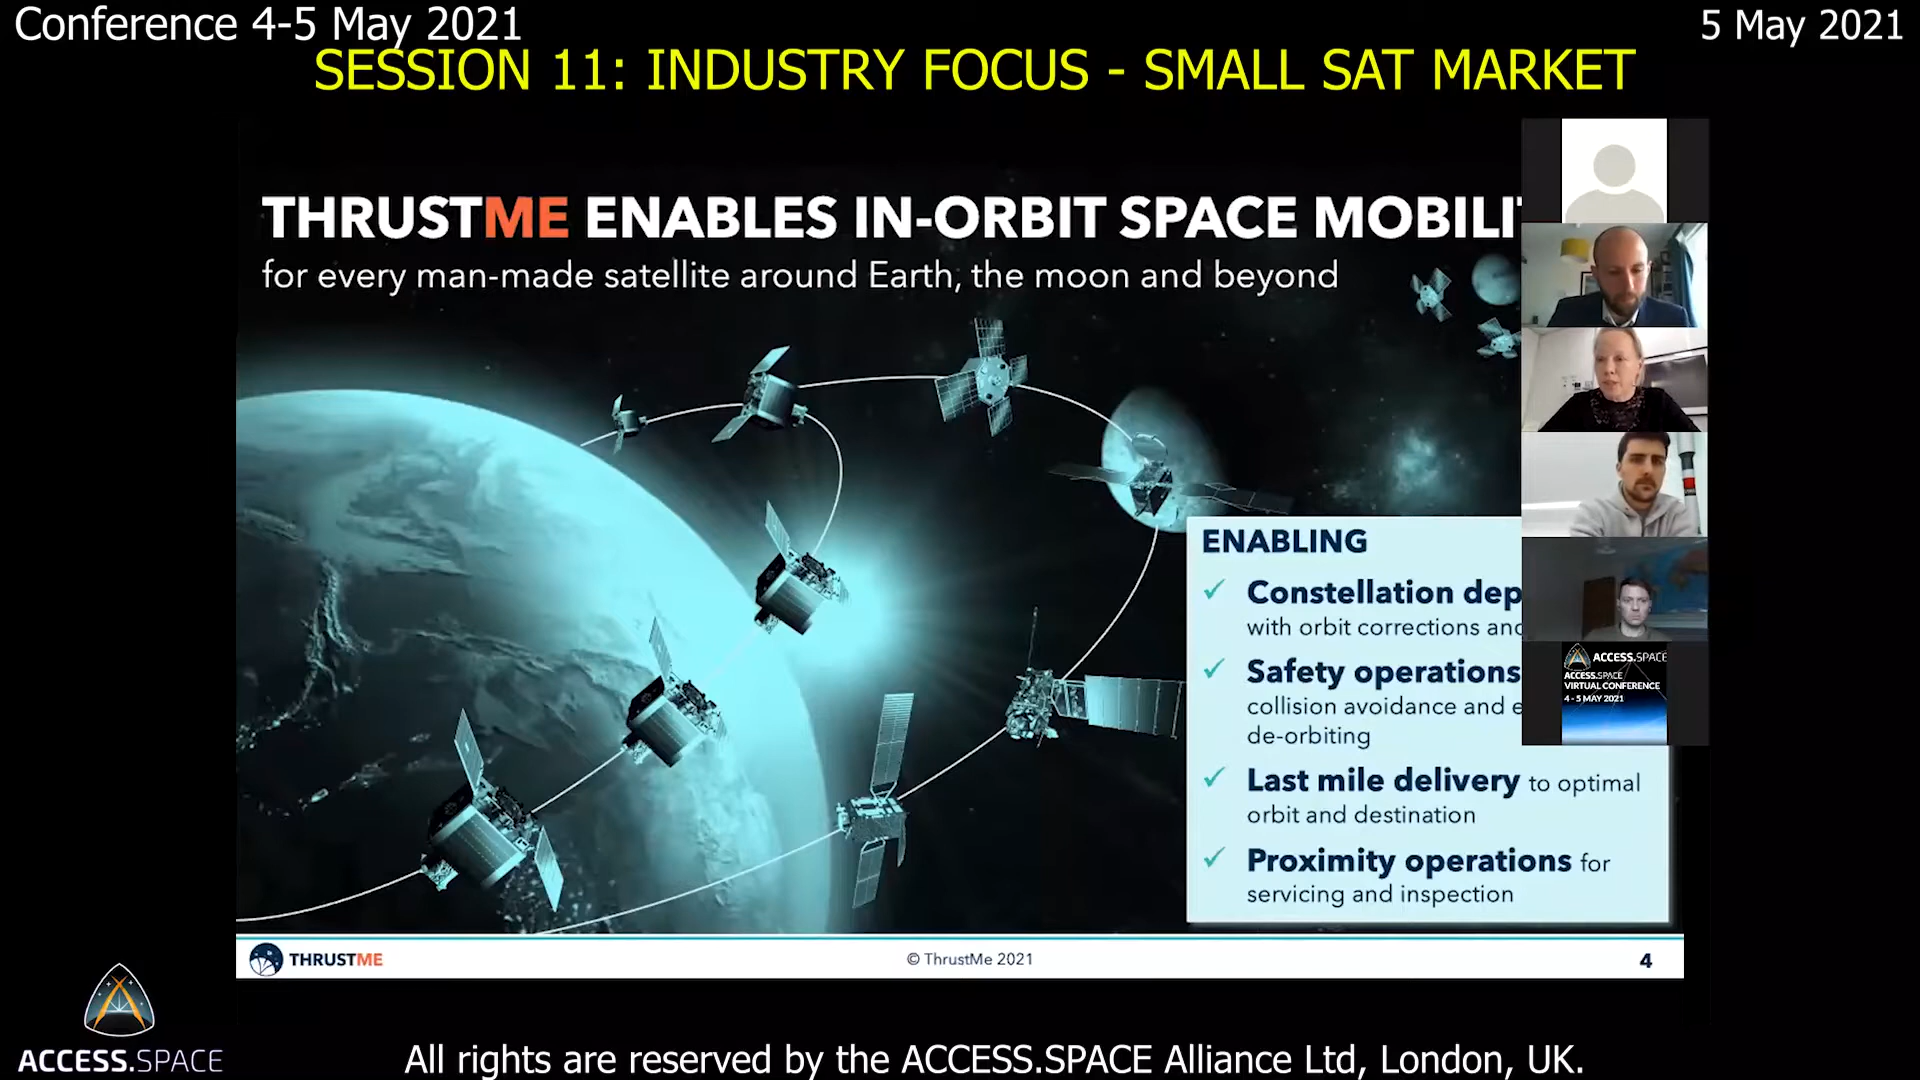 Conference 4-5 May 2021
5 May 2021
SESSION 11: INDUSTRY FOCUS - SMALL SAT MARKET
THRUSTME ENABLES IN-ORBIT SPACE MOBILI
for every man-made satellite around Earth, the moon and beyond
ENABLING
✓ Constellation dep
with orbit corrections and
✓ Safety operations
collision avoidance and e
de-orbiting
✓ Last mile delivery to optimal
orbit and destination
✓ Proximity operations for
servicing and inspection
ACCESS.SPACE
ACCESS.SPACE
VIRTUAL CONFERENCE
4 - 5 MAY 2021
THRUSTME
© ThrustMe 2021
4
ACCESS.SPACE
All rights are reserved by the ACCESS.SPACE Alliance Ltd, London, UK.